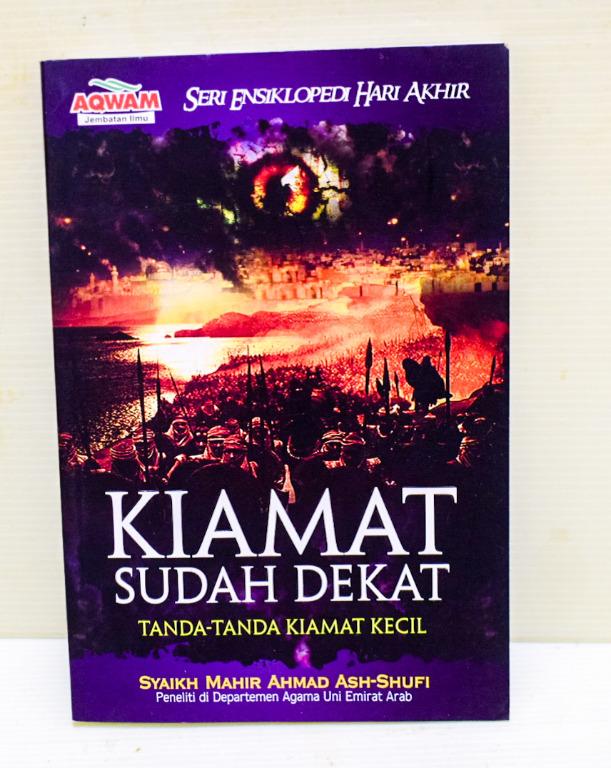 AQWAM
Jembatan Ilmu
SERI ENSIKLOPEDI HARI AKHIR
KIAMAT
SUDAH DEKAT
TANDA-TANDA KIAMAT KECIL
SYAIKH MAHIR AHMAD ASH-SHUFI
Peneliti di Departemen Agama Uni Emirat Arab